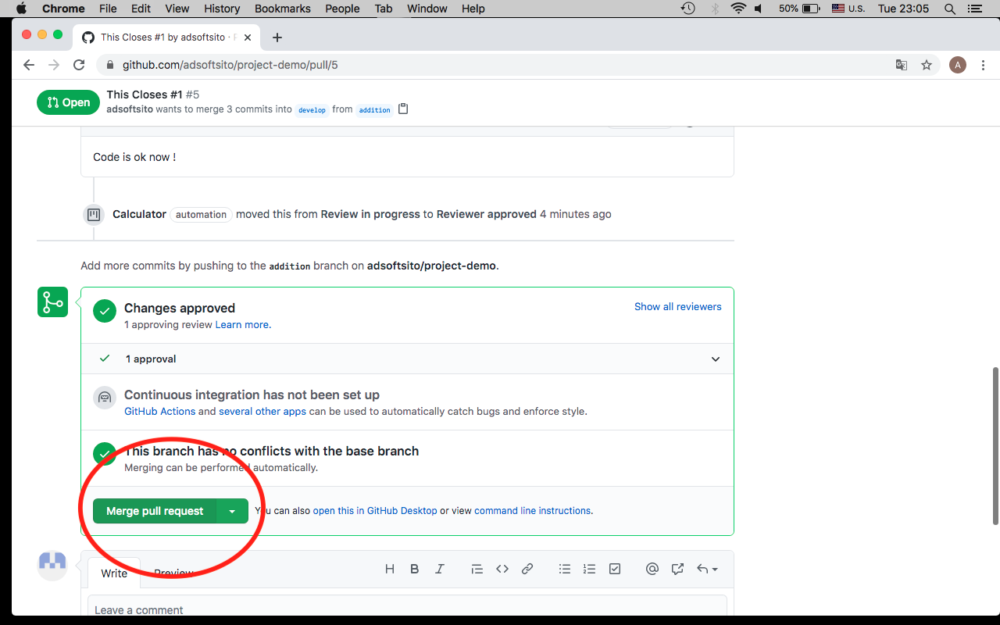 Chrome File Edit View History Bookmarks People Tab Window Help 50% U.S. Tue 23:05
This Closes #1 by adsoftsito ·
github.com/adsoftsito/project-demo/pull/5 A
Open
This Closes #1 #5
adsoftsito wants to merge 3 commits into develop from addition
Code is ok now !
Calculator automation moved this from Review in progress to Reviewer approved 4 minutes ago
Add more commits by pushing to the addition branch on adsoftsito/project-demo.
Changes approved Show all reviewers
1 approving review Learn more.
1 approval
Continuous integration has not been set up
GitHub Actions and several other apps can be used to automatically catch bugs and enforce style.
This branch has no conflicts with the base branch
Merging can be performed automatically.
Merge pull request You can also open this in GitHub Desktop or view command line instructions.
Write Preview H B I
Leave a comment